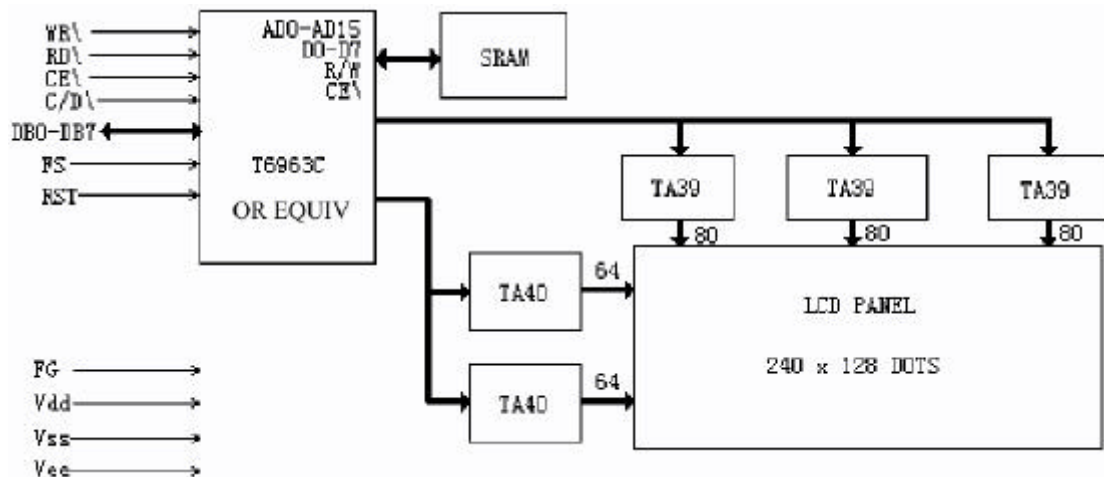 WR\
RD\
CE\
C/D\
DB0-DB7
FS
RST
AD0-AD15
D0-D7
R/W
CE\
T6963C
OR EQUIV
SRAM
TA39
TA39
TA39
80
80
80
TA40
64
TA40
64
LCD PANEL
240 x 128 DOTS
FG
Vdd
Vss
Vee